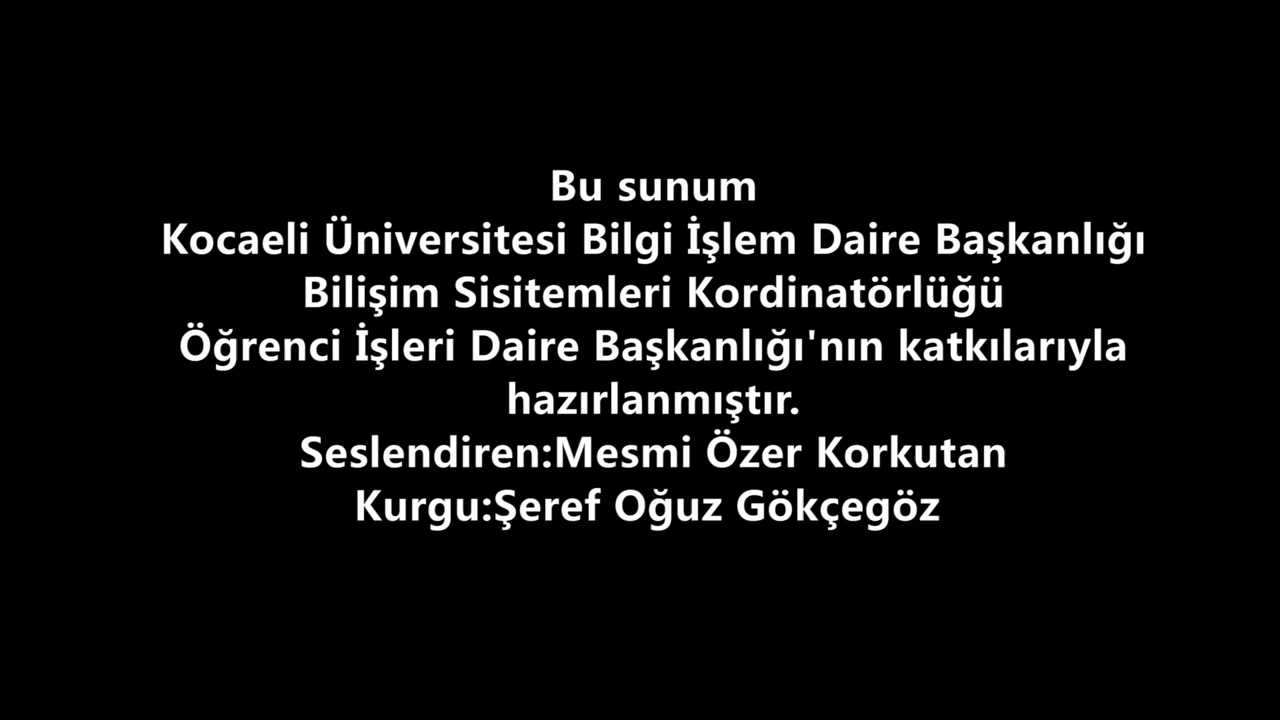 Bu sunum
Kocaeli Üniversitesi Bilgi İşlem Daire Başkanlığı
Bilişim Sisitemleri Kordinatörlüğü
Öğrenci İşleri Daire Başkanlığı'nın katkılarıyla
hazırlanmıştır.
Seslendiren:Mesmi Özer Korkutan
Kurgu:Şeref Oğuz Gökçegöz